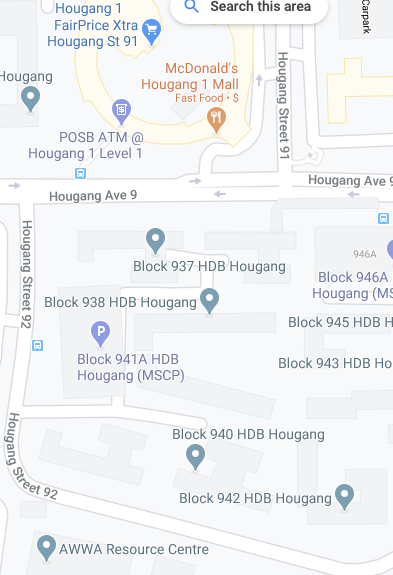 Hougang 1
FairPrice Xtra
Hougang St 91
Search this area
Carpark
McDonald's
Hougang 1 Mall
Fast Food • $
Hougang
POSB ATM @
Hougang 1 Level 1
Hougang Street 91
Hougang Ave 9
Hougang Ave 9
Hougang Street 92
Block 937 HDB Hougang
946A
Block 946A
Hougang (MS
Block 938 HDB Hougang
Block 945 HDB H
P
Block 941A HDB
Hougang (MSCP)
Block 943 HDB Ho
Hougang Street 92
Block 940 HDB Hougang
Block 942 HDB Hougang
AWWA Resource Centre